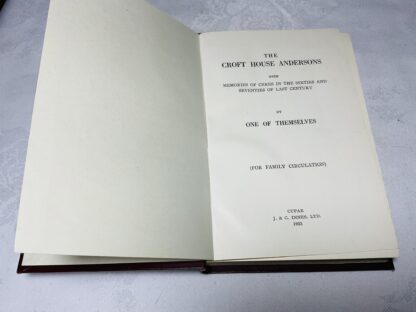 THE
CROFT HOUSE ANDERSONS
WITH
MEMORIES OF CERES IN THE SIXTIES AND
SEVENTIES OF LAST CENTURY
BY
ONE OF THEMSELVES
(FOR FAMILY CIRCULATION)
CUPAR
J. & G. INNES, LTD.